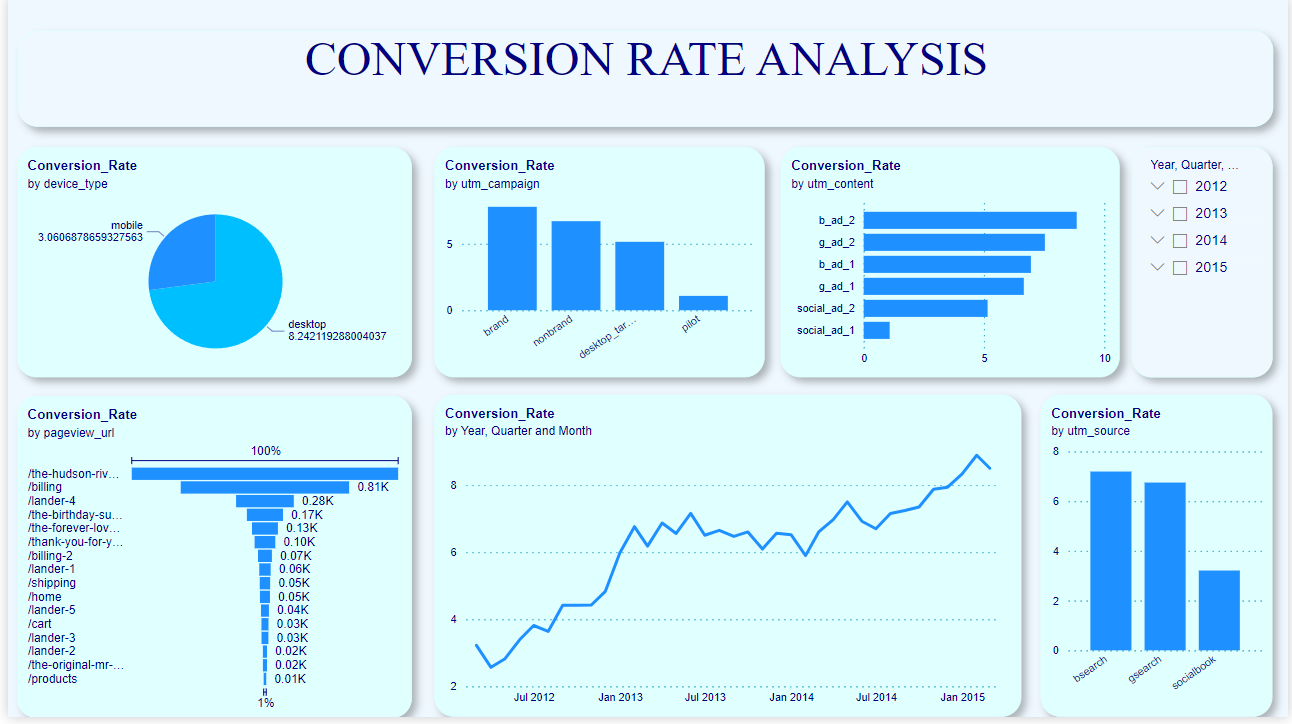 CONVERSION RATE ANALYSIS
Conversion_Rate
by device_type
mobile
3.0606878659327563
desktop
8.242119288004037
Conversion_Rate
by utm_campaign
5
0
brand
nonbrand
desktop_tar...
pilot
Conversion_Rate
by utm_content
b_ad_2
g_ad_2
b_ad_1
g_ad_1
social_ad_2
social_ad_1
0 5 10
Year, Quarter, ...
2012
2013
2014
2015
Conversion_Rate
by pageview_url
100%
/the-hudson-riv...
/billing 0.81K
/lander-4 0.28K
/the-birthday-su... 0.17K
/the-forever-lov... 0.13K
/thank-you-for-y... 0.10K
/billing-2 0.07K
/lander-1 0.06K
/shipping 0.05K
/home 0.05K
/lander-5 0.04K
/cart 0.03K
/lander-3 0.03K
/lander-2 0.02K
/the-original-mr-... 0.02K
/products 0.01K
1%
Conversion_Rate
by Year, Quarter and Month
8
6
4
2
Jul 2012 Jan 2013 Jul 2013 Jan 2014 Jul 2014 Jan 2015
Conversion_Rate
by utm_source
8
6
4
2
0
bsearch
gsearch
socialbook